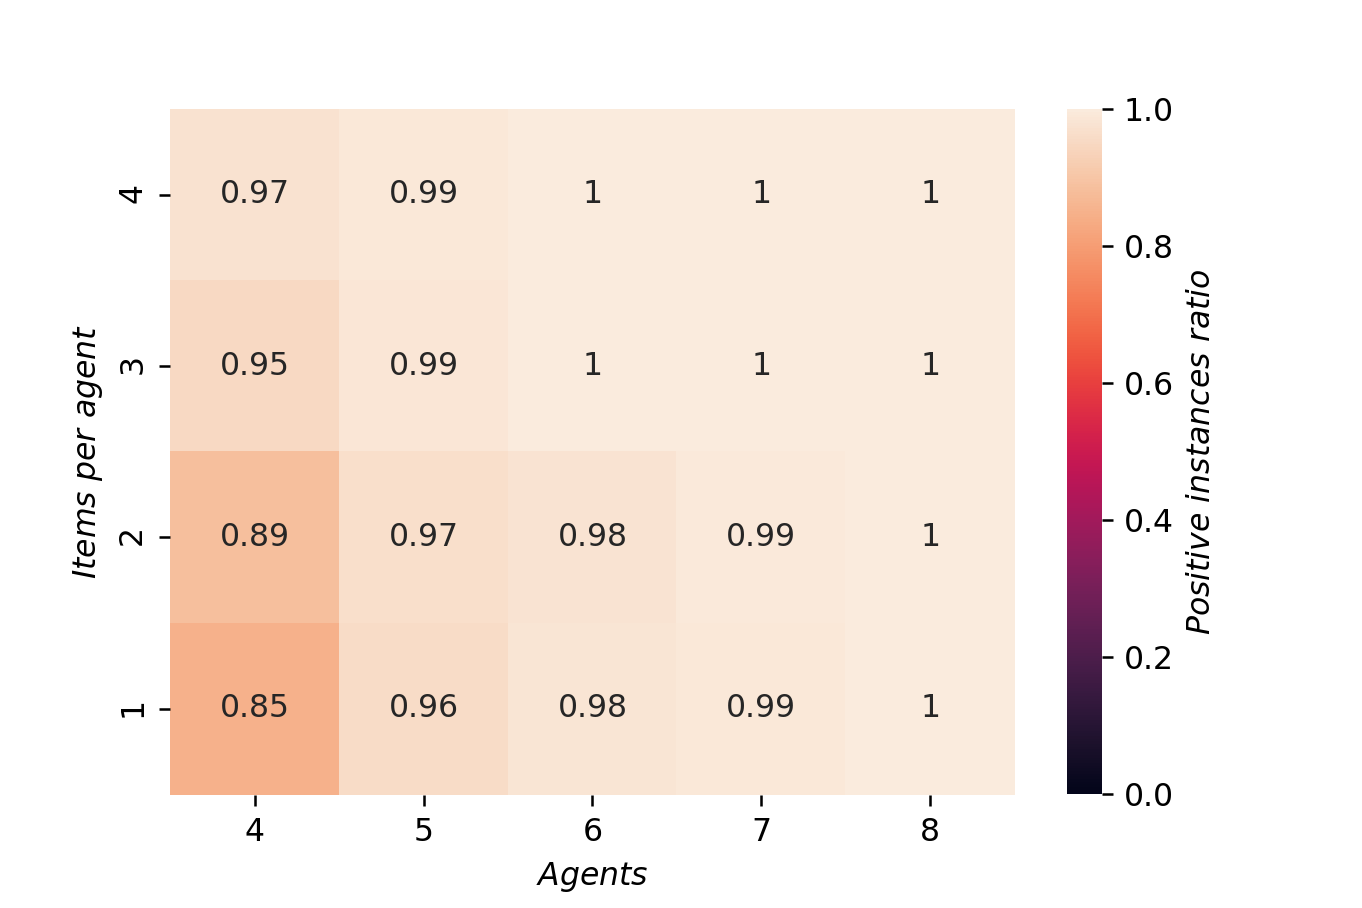 4 0.97 0.99 1 1 1
3 0.95 0.99 1 1 1
2 0.89 0.97 0.98 0.99 1
1 0.85 0.96 0.98 0.99 1
4 5 6 7 8
Agents
Items per agent
1.0
0.8
0.6
0.4
0.2
0.0
Positive instances ratio